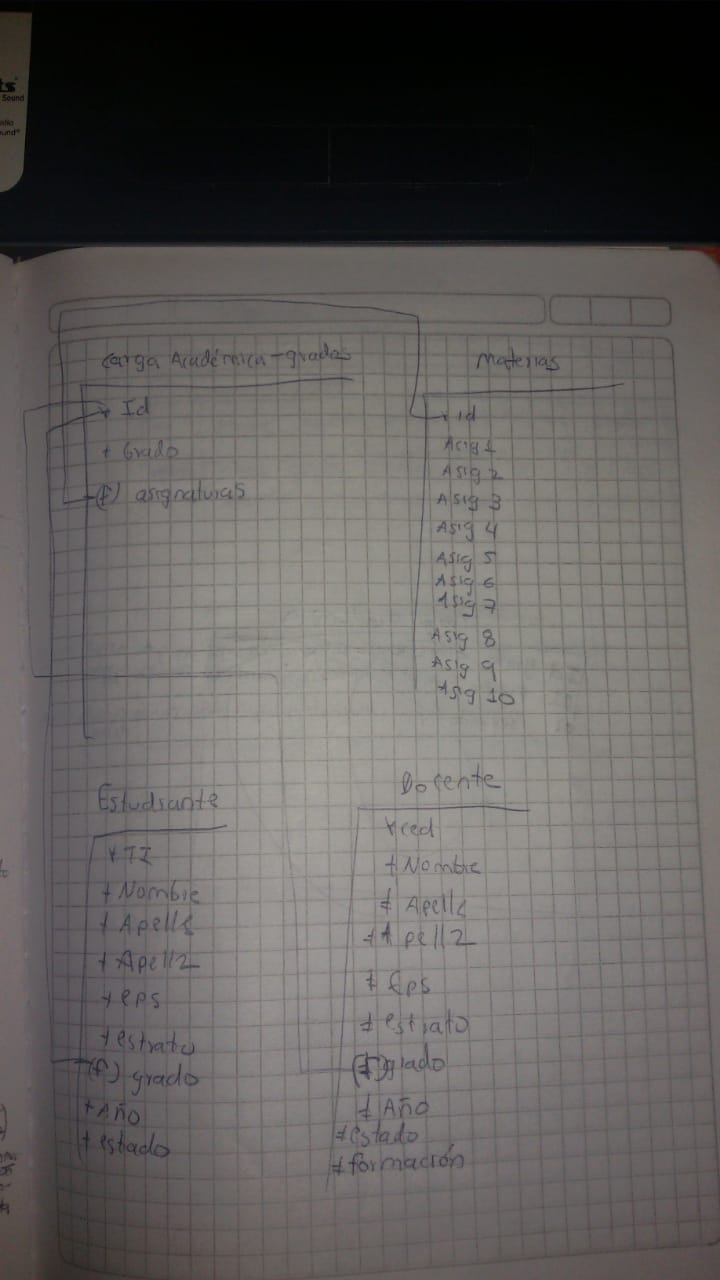 ts
Sound
Carga Académica - grados
* Id
+ Grado
(f) asignaturas
Materias
* id
Asig 1
Asig 2
Asig 3
Asig 4
Asig 5
Asig 6
Asig 7
Asig 8
Asig 9
Asig 10
Estudiante
* TI
+ Nombre
+ Apell1
+ Apell2
+ eps
+ estrato
(f) grado
+ Año
+ estado
Docente
* ced
+ Nombre
+ Apell1
+ Apell2
+ Eps
+ estrato
(f) grado
+ Año
+ estado
+ formación